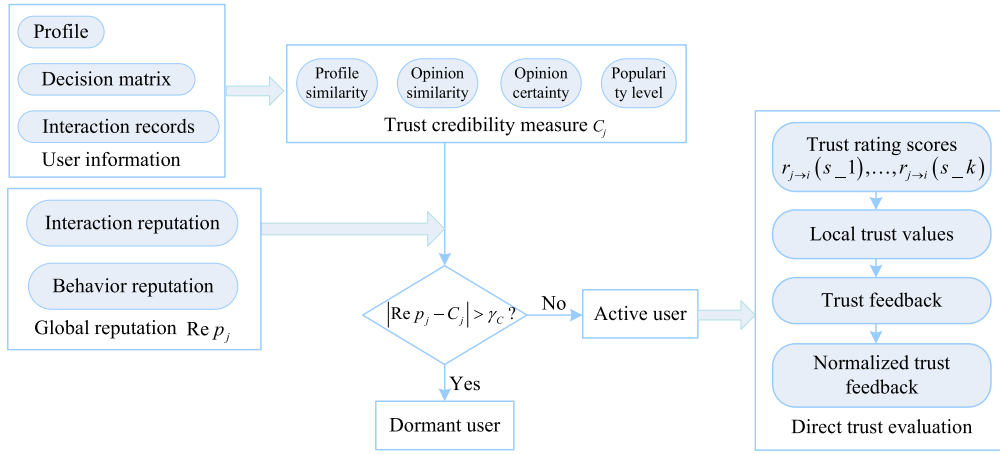 Profile
Decision matrix
Interaction records
User information
Profile
similarity
Opinion
similarity
Opinion
certainty
Populari
ty level
Trust credibility measure C_j
Interaction reputation
Behavior reputation
Global reputation Re p_j
|Re p_j − C_j| > γ_C ?
No
Yes
Active user
Dormant user
Trust rating scores
r_{j→i}(s_1),…,r_{j→i}(s_k)
Local trust values
Trust feedback
Normalized trust
feedback
Direct trust evaluation